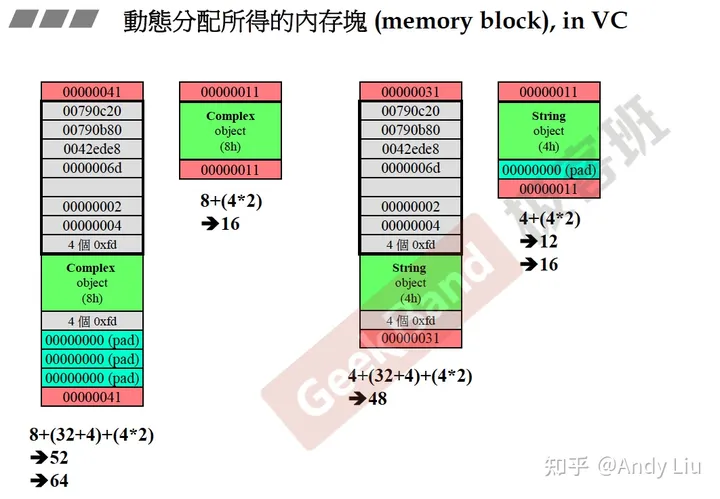 動態分配所得的內存塊 (memory block), in VC
00000041
00790c20
00790b80
0042ede8
0000006d
00000002
00000004
4 個 0xfd
Complex
object
(8h)
4 個 0xfd
00000000 (pad)
00000000 (pad)
00000000 (pad)
00000041
8+(32+4)+(4*2)
➔52
➔64
00000011
Complex
object
(8h)
00000011
8+(4*2)
➔16
00000031
00790c20
00790b80
0042ede8
0000006d
00000002
00000004
4 個 0xfd
String
object
(4h)
4 個 0xfd
00000031
4+(32+4)+(4*2)
➔48
00000011
String
object
(4h)
00000000 (pad)
00000011
4+(4*2)
➔12
➔16
GeekBand 极客班
知乎 @Andy Liu